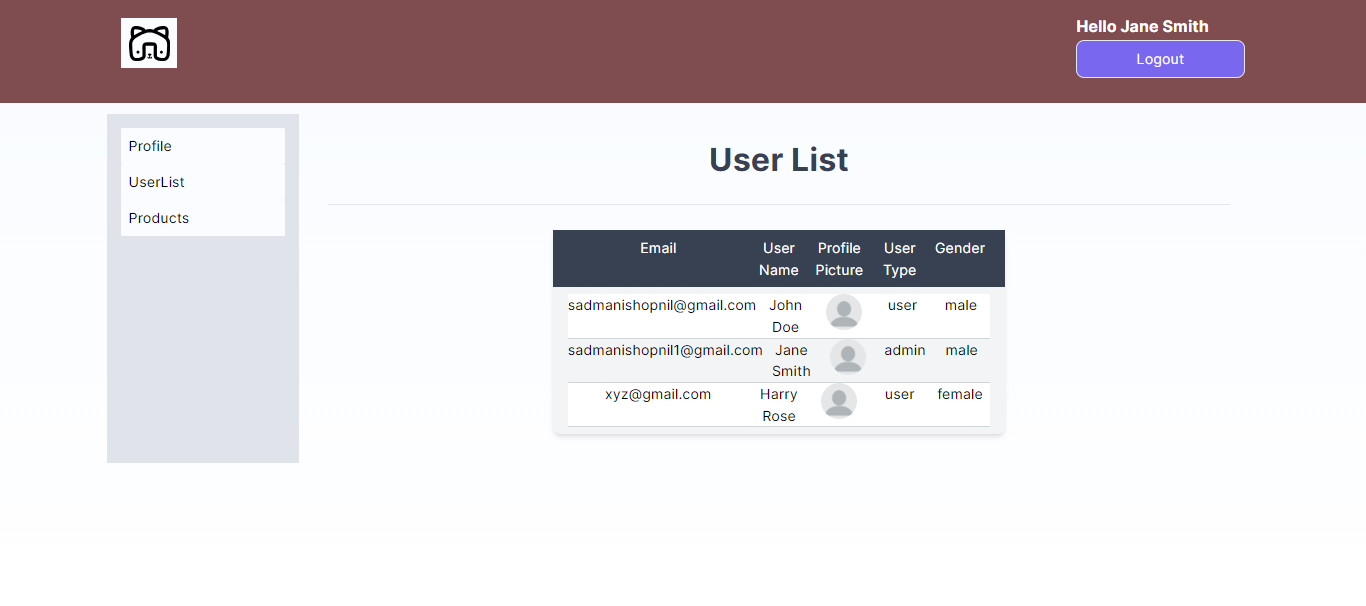 Hello Jane Smith
Logout
Profile
UserList
Products
User List
Email User Name Profile Picture User Type Gender
sadmanishopnil@gmail.com John Doe user male
sadmanishopnil1@gmail.com Jane Smith admin male
xyz@gmail.com Harry Rose user female